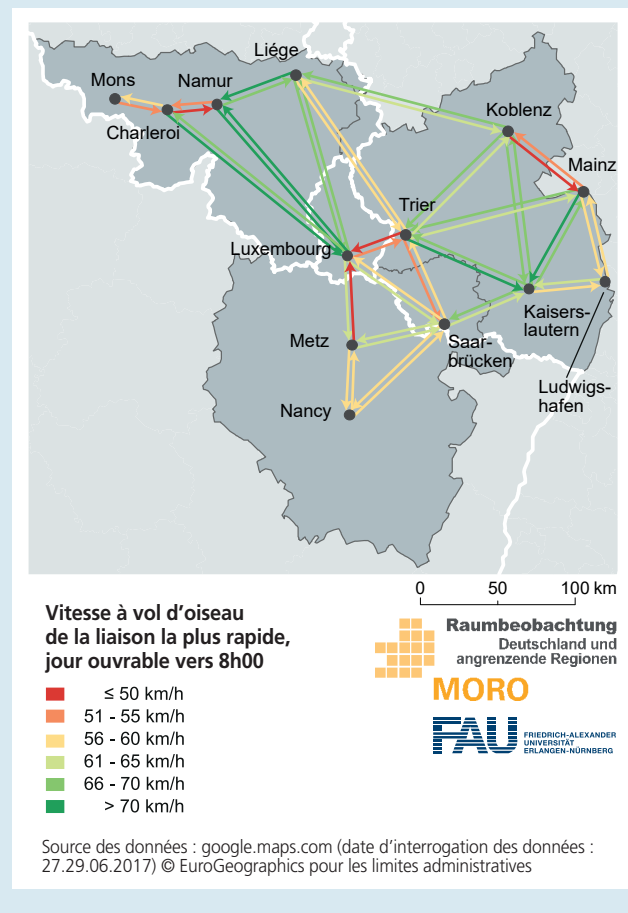 Liége
Mons
Namur
Charleroi
Koblenz
Mainz
Trier
Luxembourg
Kaisers-
lautern
Metz
Saar-
brücken
Ludwigs-
hafen
Nancy
0 50 100 km
Vitesse à vol d’oiseau
de la liaison la plus rapide,
jour ouvrable vers 8h00
≤ 50 km/h
51 - 55 km/h
56 - 60 km/h
61 - 65 km/h
66 - 70 km/h
> 70 km/h
Raumbeobachtung
Deutschland und
angrenzende Regionen
MORO
FAU
FRIEDRICH-ALEXANDER
UNIVERSITÄT
ERLANGEN-NÜRNBERG
Source des données : google.maps.com (date d’interrogation des données :
27.29.06.2017) © EuroGeographics pour les limites administratives